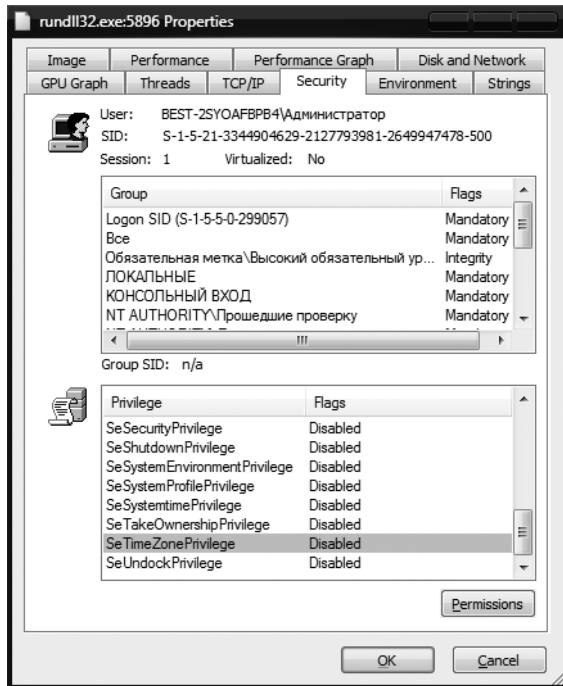 rundll32.exe:5896 Properties
Image Performance Performance Graph Disk and Network
GPU Graph Threads TCP/IP Security Environment Strings
User: BEST-2SYOAFBPB4\Администратор
SID: S-1-5-21-3344904629-2127793981-2649947478-500
Session: 1 Virtualized: No
Group Flags
Logon SID (S-1-5-5-0-299057) Mandatory
Все Mandatory
Обязательная метка\Высокий обязательный ур... Integrity
ЛОКАЛЬНЫЕ Mandatory
КОНСОЛЬНЫЙ ВХОД Mandatory
NT AUTHORITY\Прошедшие проверку Mandatory
Group SID: n/a
Privilege Flags
SeSecurityPrivilege Disabled
SeShutdownPrivilege Disabled
SeSystemEnvironmentPrivilege Disabled
SeSystemProfilePrivilege Disabled
SeSystemtimePrivilege Disabled
SeTakeOwnershipPrivilege Disabled
SeTimeZonePrivilege Disabled
SeUndockPrivilege Disabled
Permissions
OK Cancel